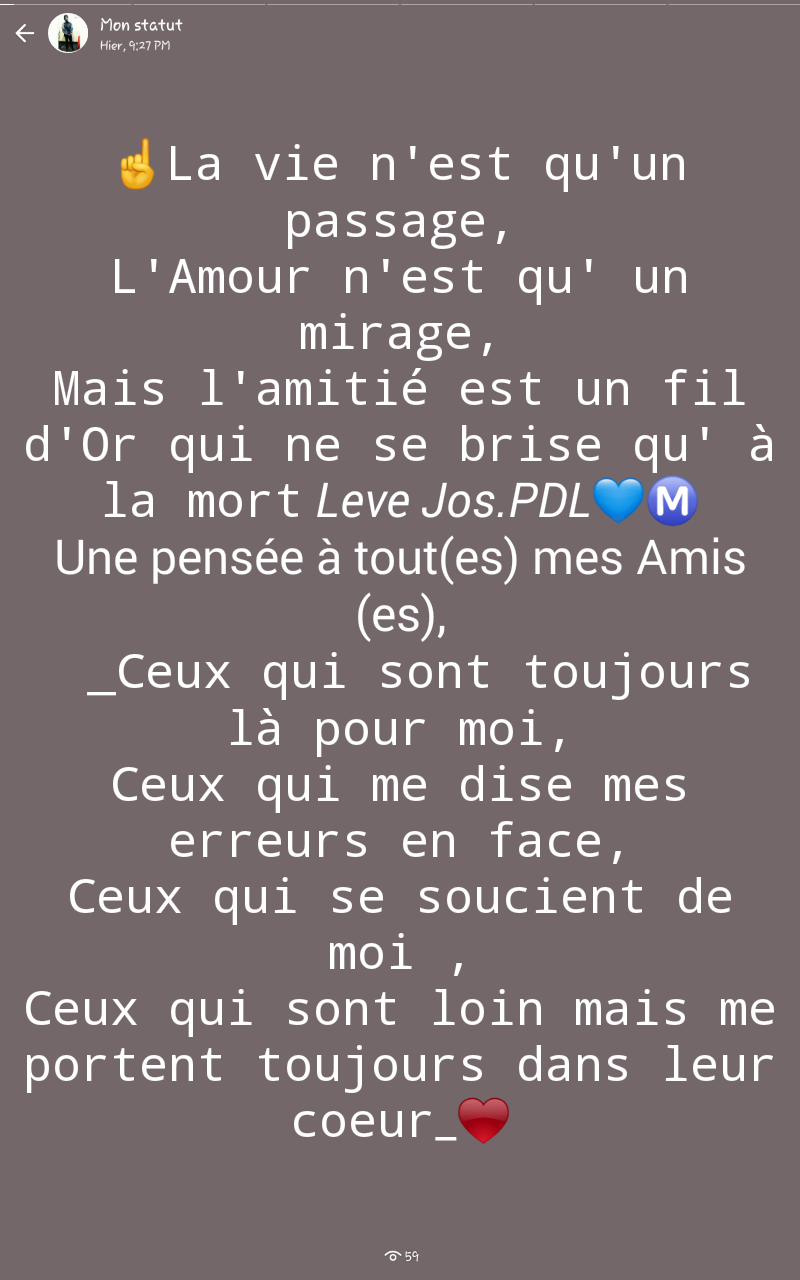 Mon statut
Hier, 9:27 PM
☝️La vie n'est qu'un
passage,
L'Amour n'est qu' un
mirage,
Mais l'amitié est un fil
d'Or qui ne se brise qu' à
la mort Leve Jos.PDL💙Ⓜ️
Une pensée à tout(es) mes Amis
(es),
_Ceux qui sont toujours
là pour moi,
Ceux qui me dise mes
erreurs en face,
Ceux qui se soucient de
moi ,
Ceux qui sont loin mais me
portent toujours dans leur
coeur_❤️
59